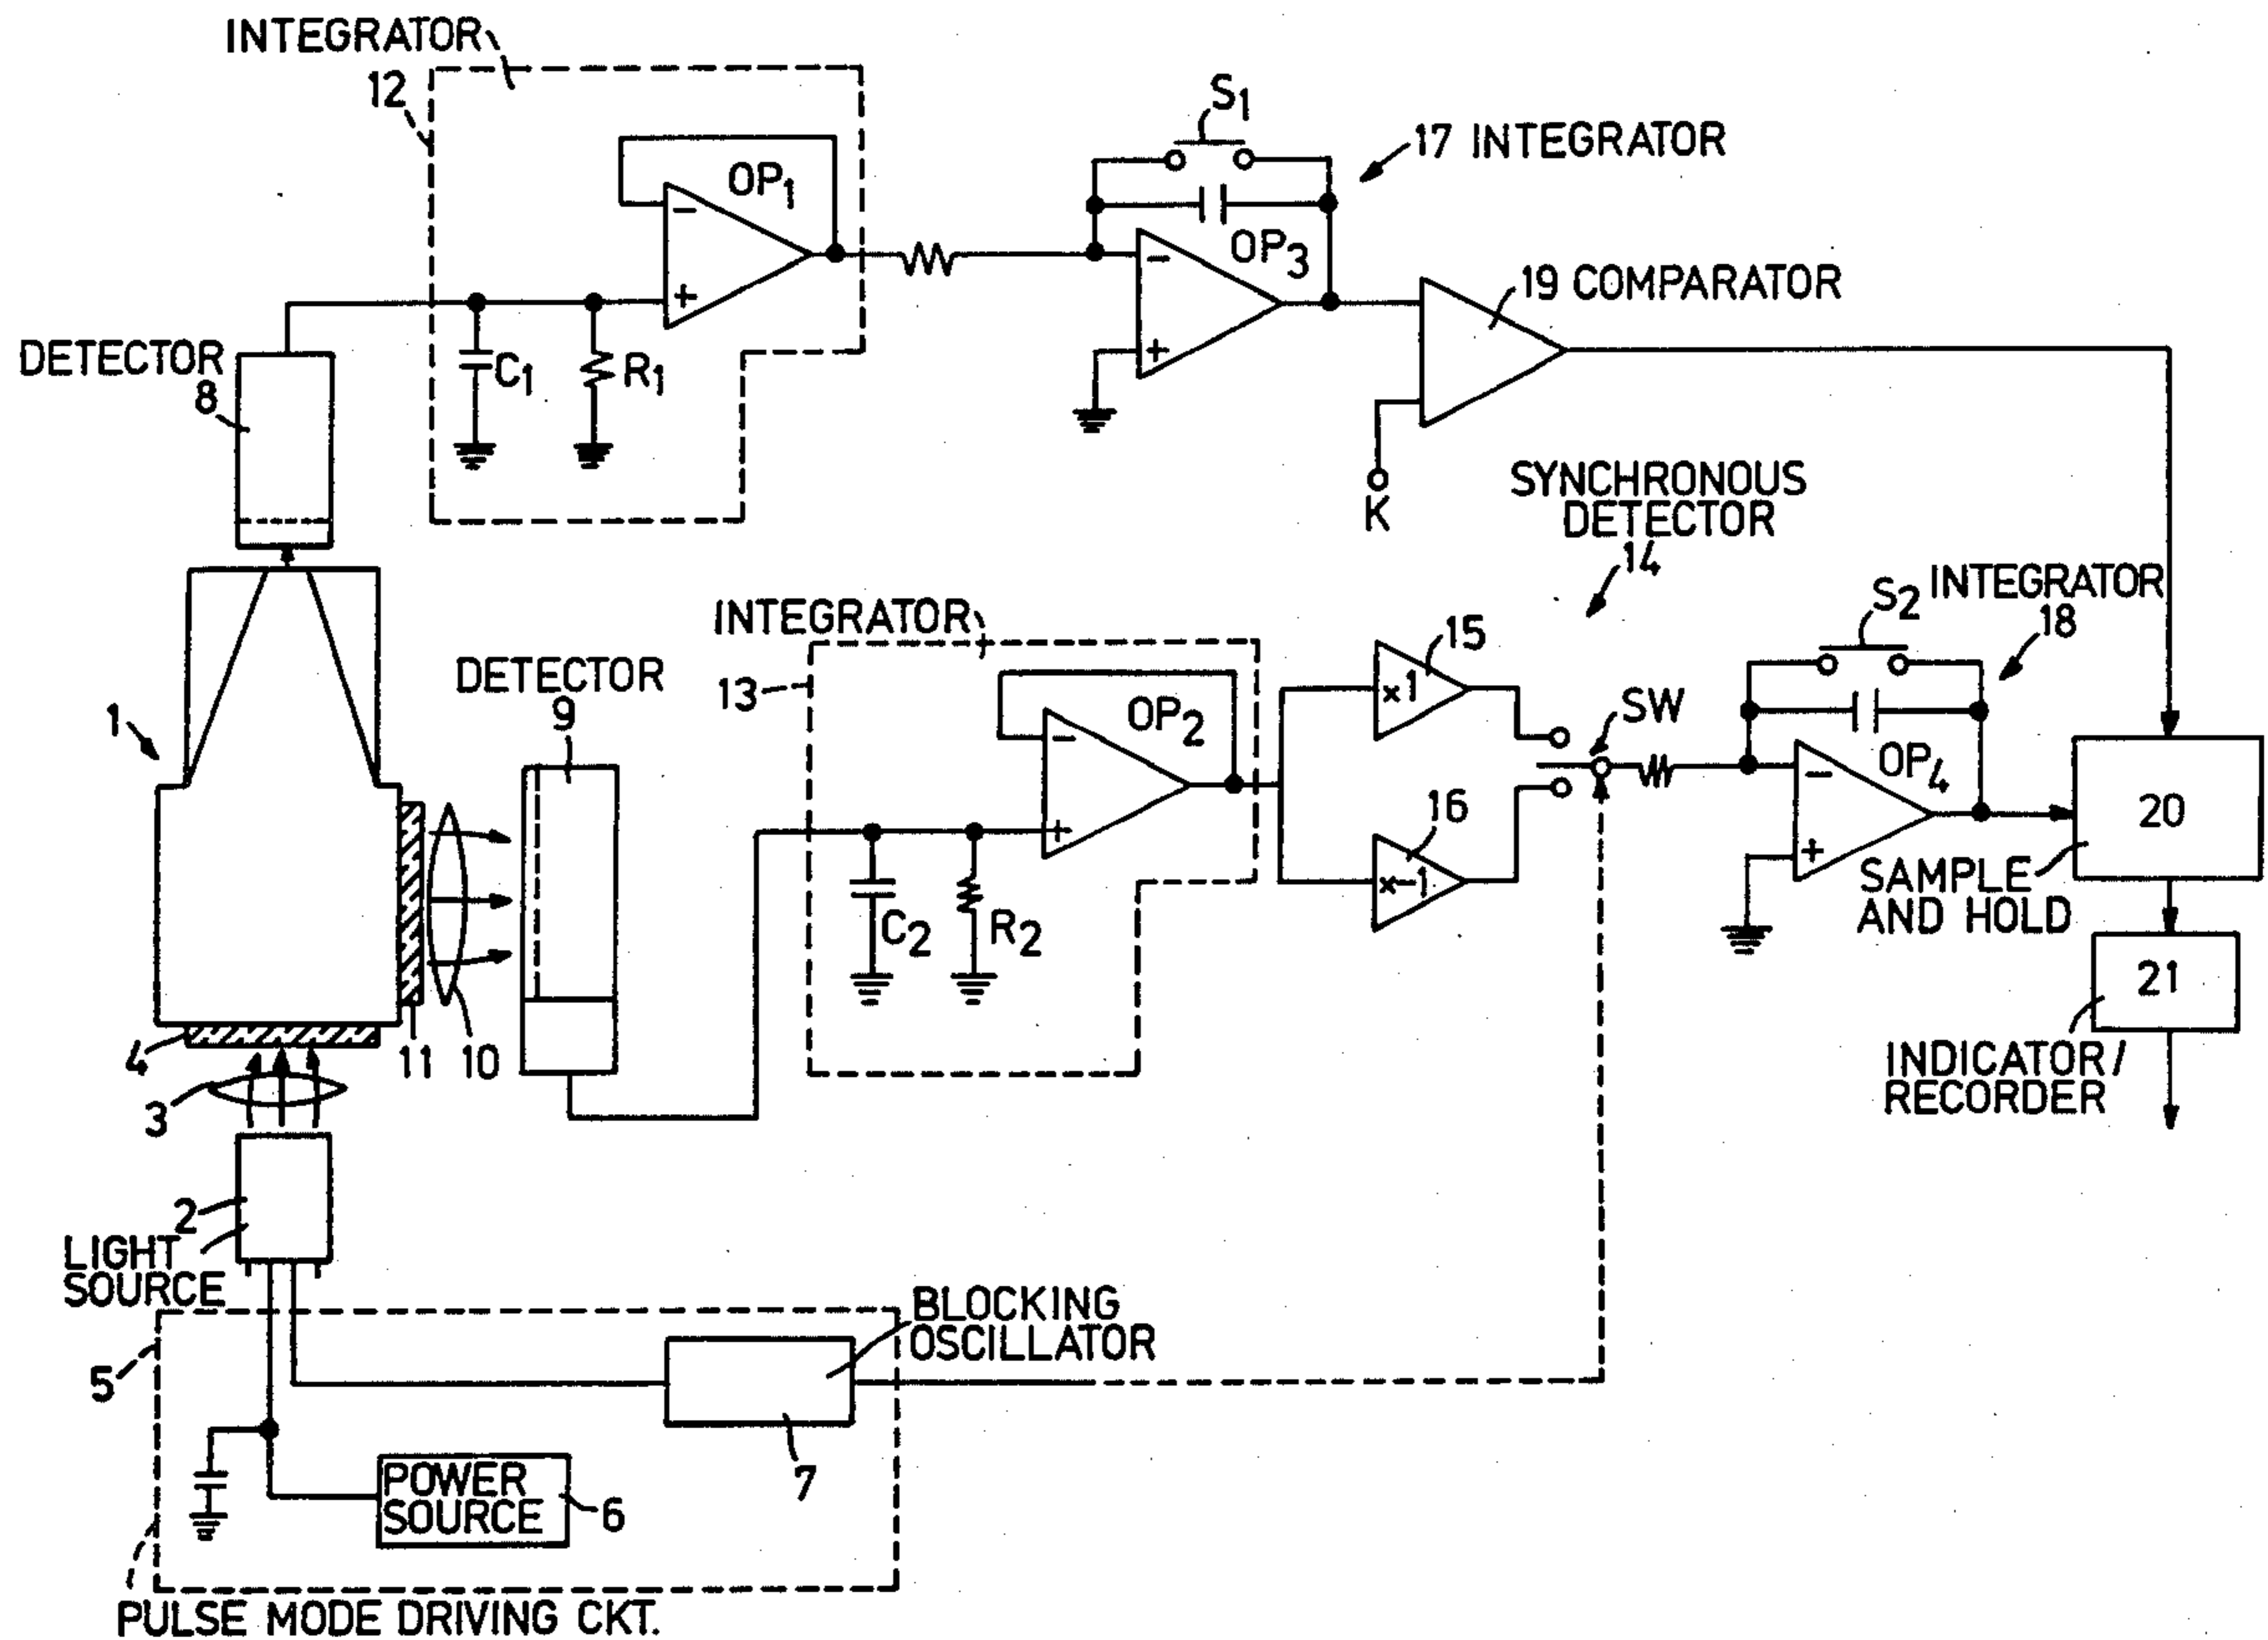 INTEGRATOR
12
S1
17 INTEGRATOR
OP1
−
+
OP3
−
+
19 COMPARATOR
DETECTOR
8
C1
R1
K
SYNCHRONOUS
DETECTOR
14
INTEGRATOR
13
S2
INTEGRATOR
18
15
×1
DETECTOR
9
OP2
−
+
SW
1
OP4
−
+
20
16
×−1
SAMPLE
AND HOLD
C2
R2
21
4
11
10
INDICATOR/
RECORDER
3
2
LIGHT
SOURCE
BLOCKING
OSCILLATOR
5
7
POWER
SOURCE
6
PULSE MODE DRIVING CKT.